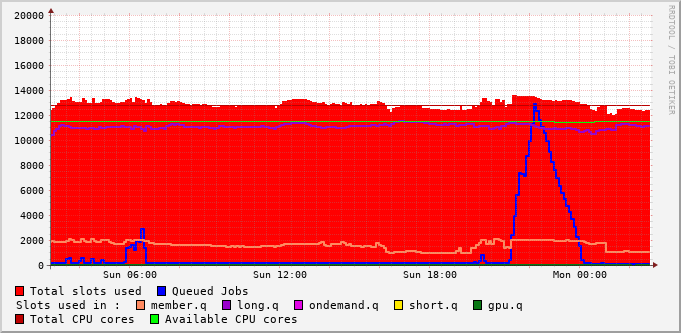 20000
18000
16000
14000
12000
10000
8000
6000
4000
2000
0
Sun 06:00 Sun 12:00 Sun 18:00 Mon 00:00
RRDTOOL / TOBI OETIKER
Total slots used Queued Jobs
Slots used in : member.q long.q ondemand.q short.q gpu.q
Total CPU cores Available CPU cores